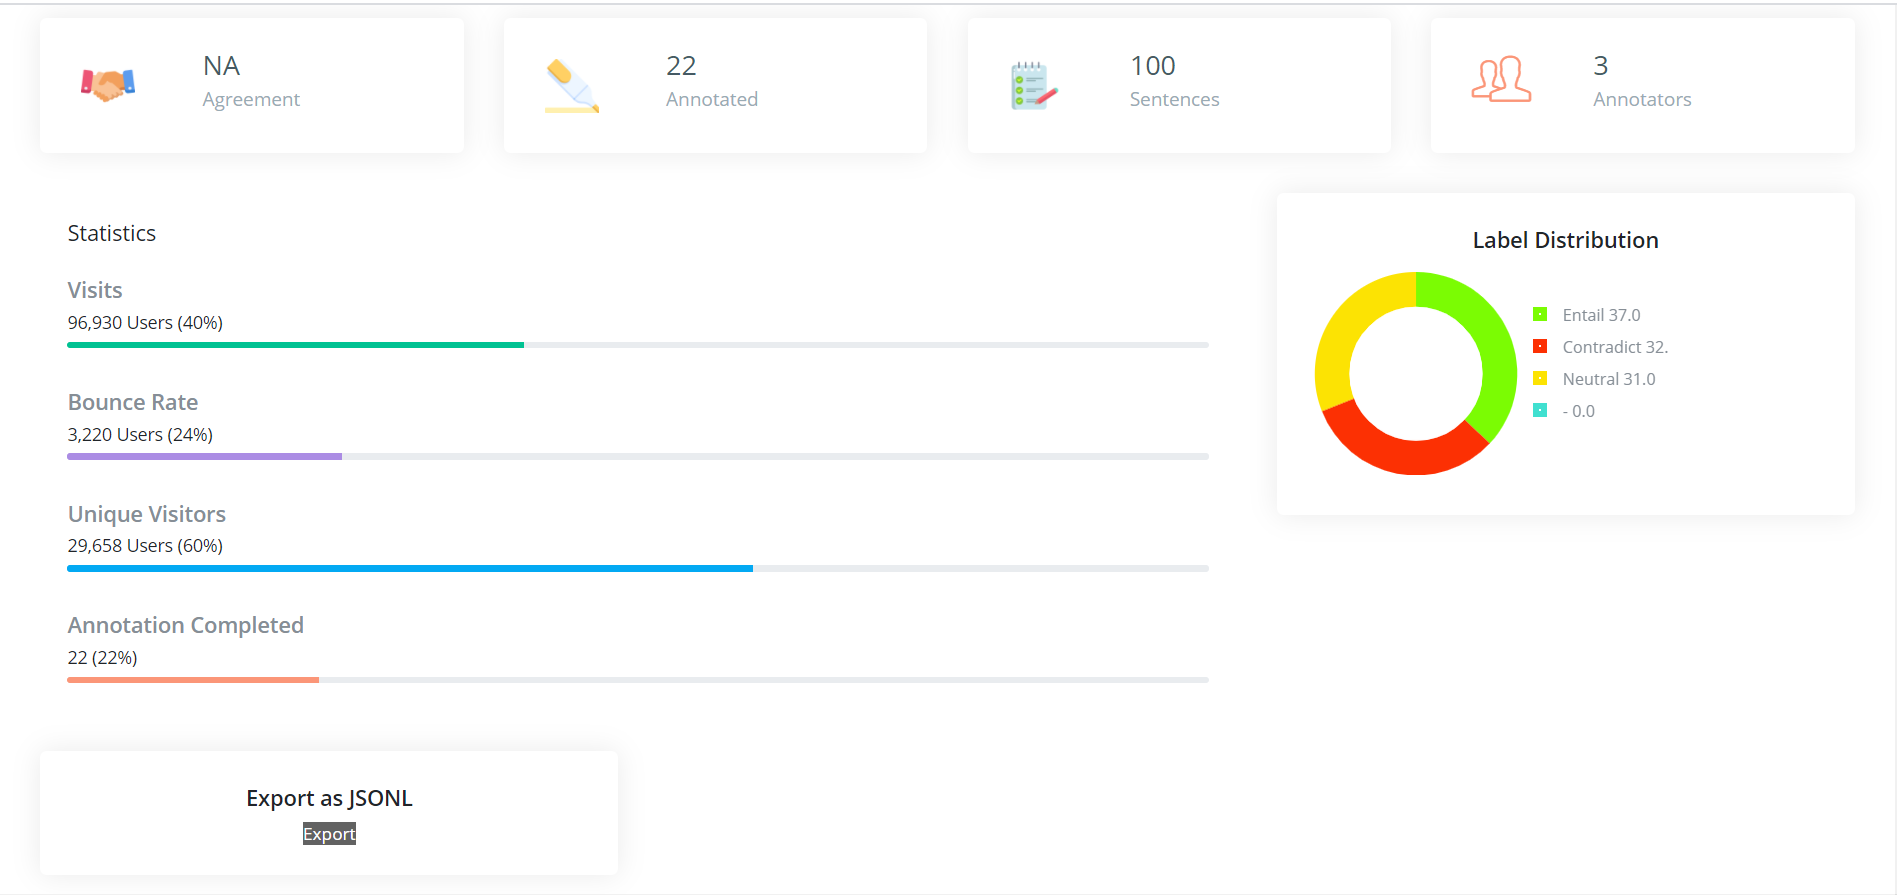 NA
Agreement
22
Annotated
100
Sentences
3
Annotators
Statistics
Visits
96,930 Users (40%)
Bounce Rate
3,220 Users (24%)
Unique Visitors
29,658 Users (60%)
Annotation Completed
22 (22%)
Label Distribution
Entail 37.0
Contradict 32.
Neutral 31.0
- 0.0
Export as JSONL
Export